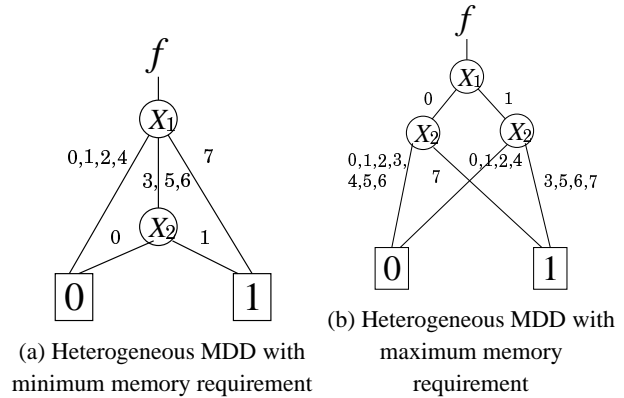 f
X1
0,1,2,4
7
3, 5,6
X2
0
1
0
1
(a) Heterogeneous MDD with
minimum memory requirement
f
X1
0
1
X2
X2
0,1,2,3,
4,5,6
7
0,1,2,4
3,5,6,7
0
1
(b) Heterogeneous MDD with
maximum memory
requirement